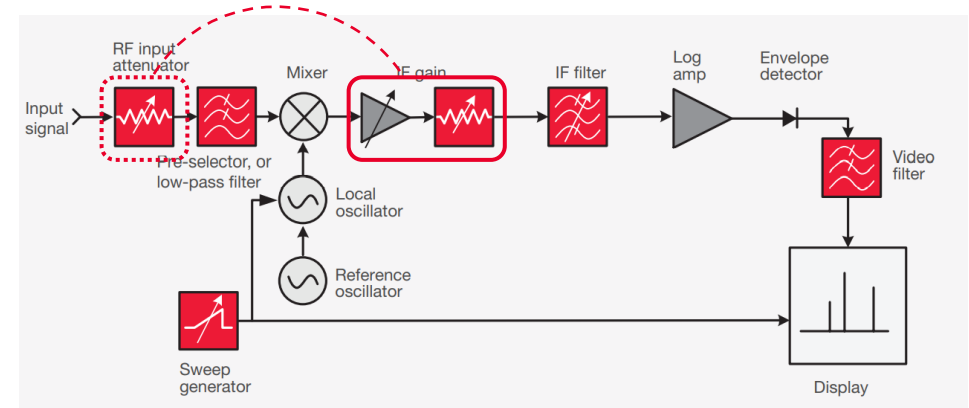 RF input
attenuator
Mixer
IF gain
IF filter
Log
amp
Envelope
detector
Input
signal
Pre-selector, or
low-pass filter
Local
oscillator
Video
filter
Reference
oscillator
Sweep
generator
Display